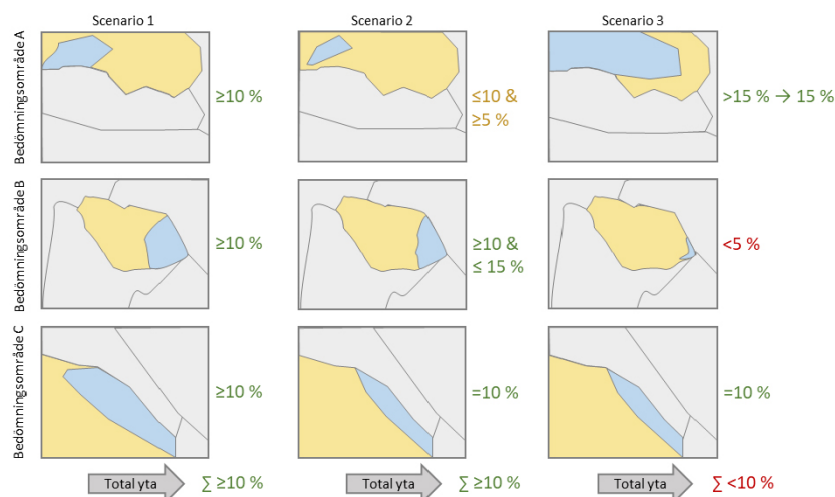 Scenario 1
Scenario 2
Scenario 3
Bedömningsområde A
≥10 %
≤10 &
≥5 %
>15 % → 15 %
Bedömningsområde B
≥10 %
≥10 &
≤ 15 %
<5 %
Bedömningsområde C
≥10 %
=10 %
=10 %
Total yta
∑ ≥10 %
Total yta
∑ ≥10 %
Total yta
∑ <10 %